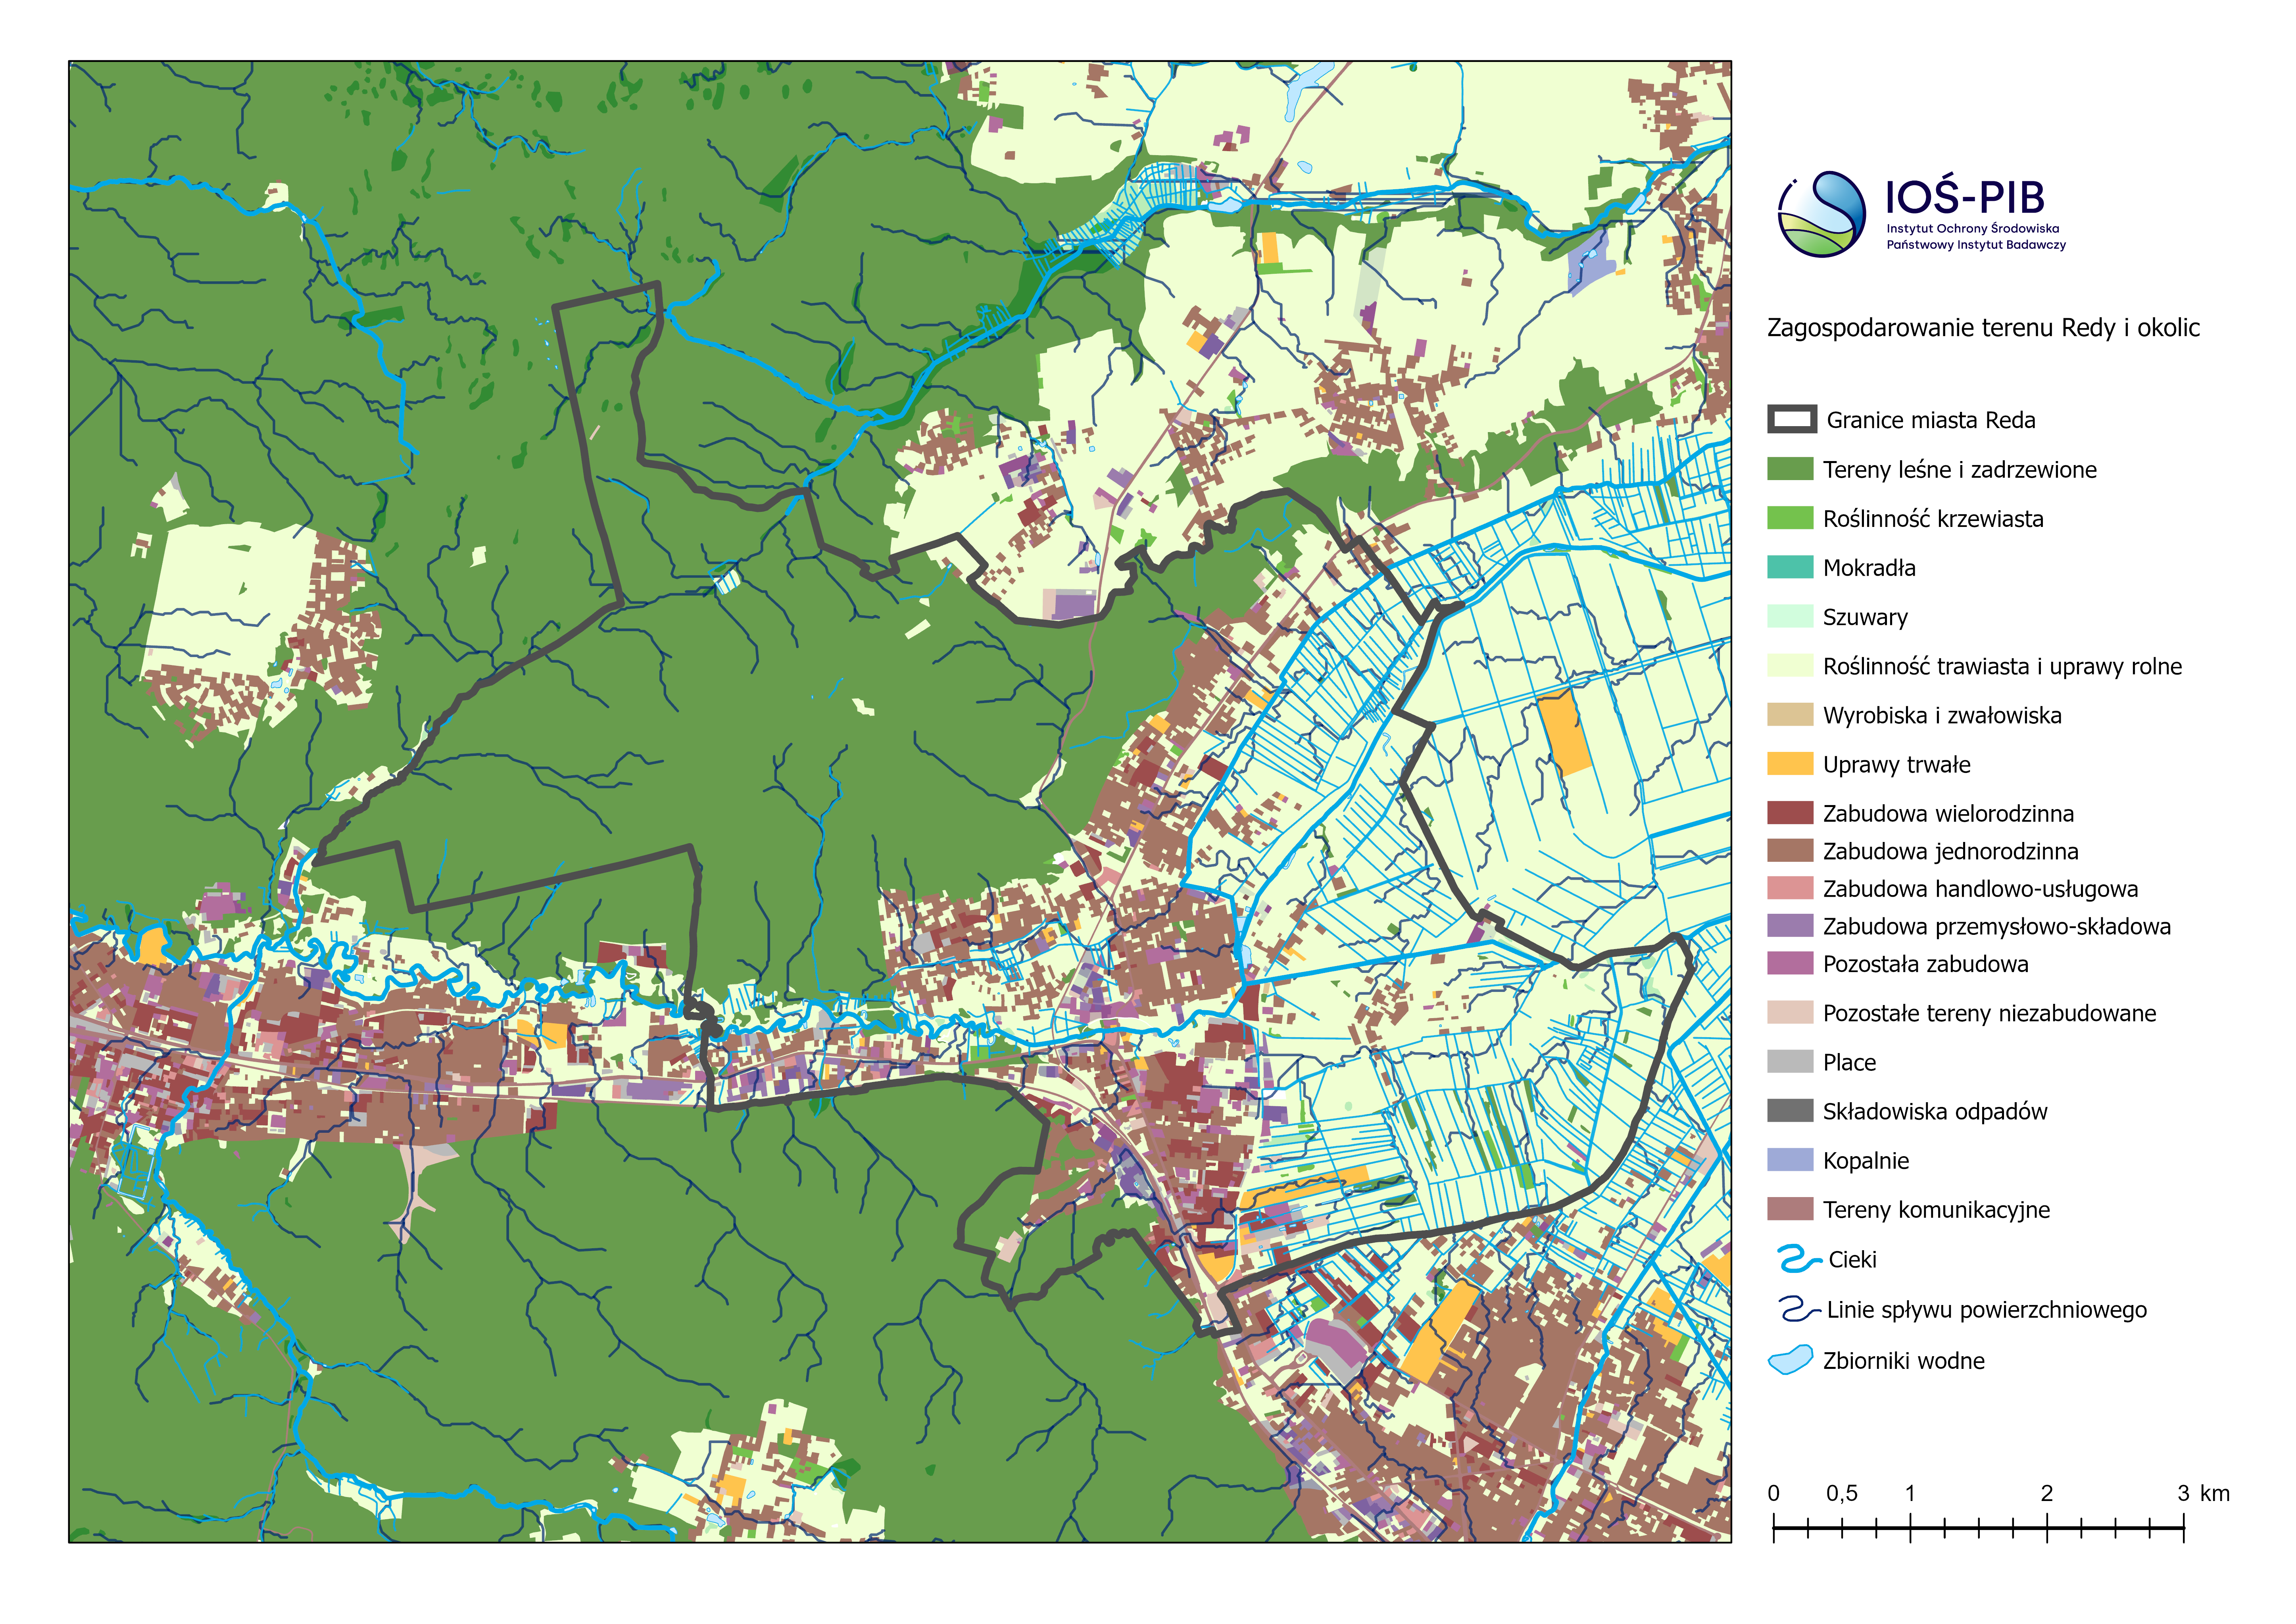 IOŚ-PIB
Instytut Ochrony Środowiska
Państwowy Instytut Badawczy
Zagospodarowanie terenu Redy i okolic
Granice miasta Reda
Tereny leśne i zadrzewione
Roślinność krzewiasta
Mokradła
Szuwary
Roślinność trawiasta i uprawy rolne
Wyrobiska i zwałowiska
Uprawy trwałe
Zabudowa wielorodzinna
Zabudowa jednorodzinna
Zabudowa handlowo-usługowa
Zabudowa przemysłowo-składowa
Pozostała zabudowa
Pozostałe tereny niezabudowane
Place
Składowiska odpadów
Kopalnie
Tereny komunikacyjne
Cieki
Linie spływu powierzchniowego
Zbiorniki wodne
0 0,5 1 2 3 km